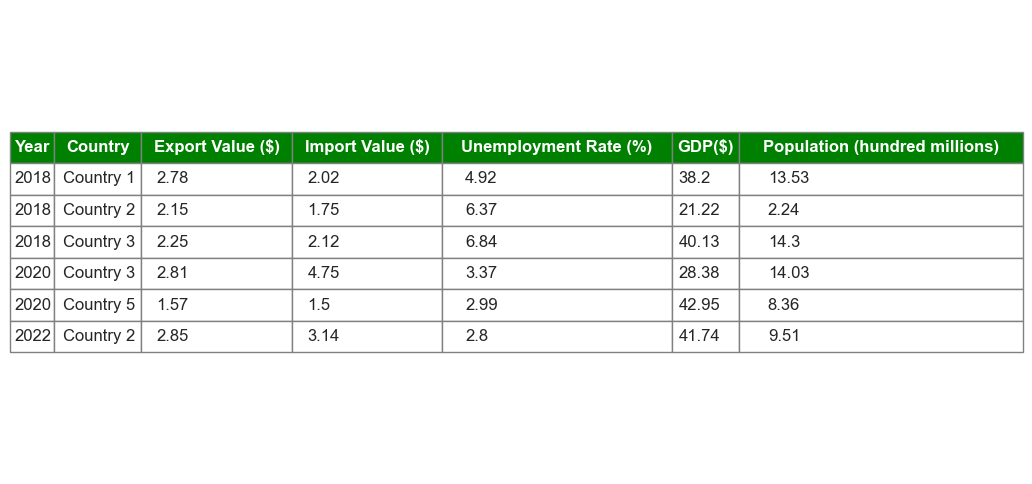 Year Country Export Value ($) Import Value ($) Unemployment Rate (%) GDP($) Population (hundred millions)
2018 Country 1 2.78 2.02 4.92 38.2 13.53
2018 Country 2 2.15 1.75 6.37 21.22 2.24
2018 Country 3 2.25 2.12 6.84 40.13 14.3
2020 Country 3 2.81 4.75 3.37 28.38 14.03
2020 Country 5 1.57 1.5 2.99 42.95 8.36
2022 Country 2 2.85 3.14 2.8 41.74 9.51